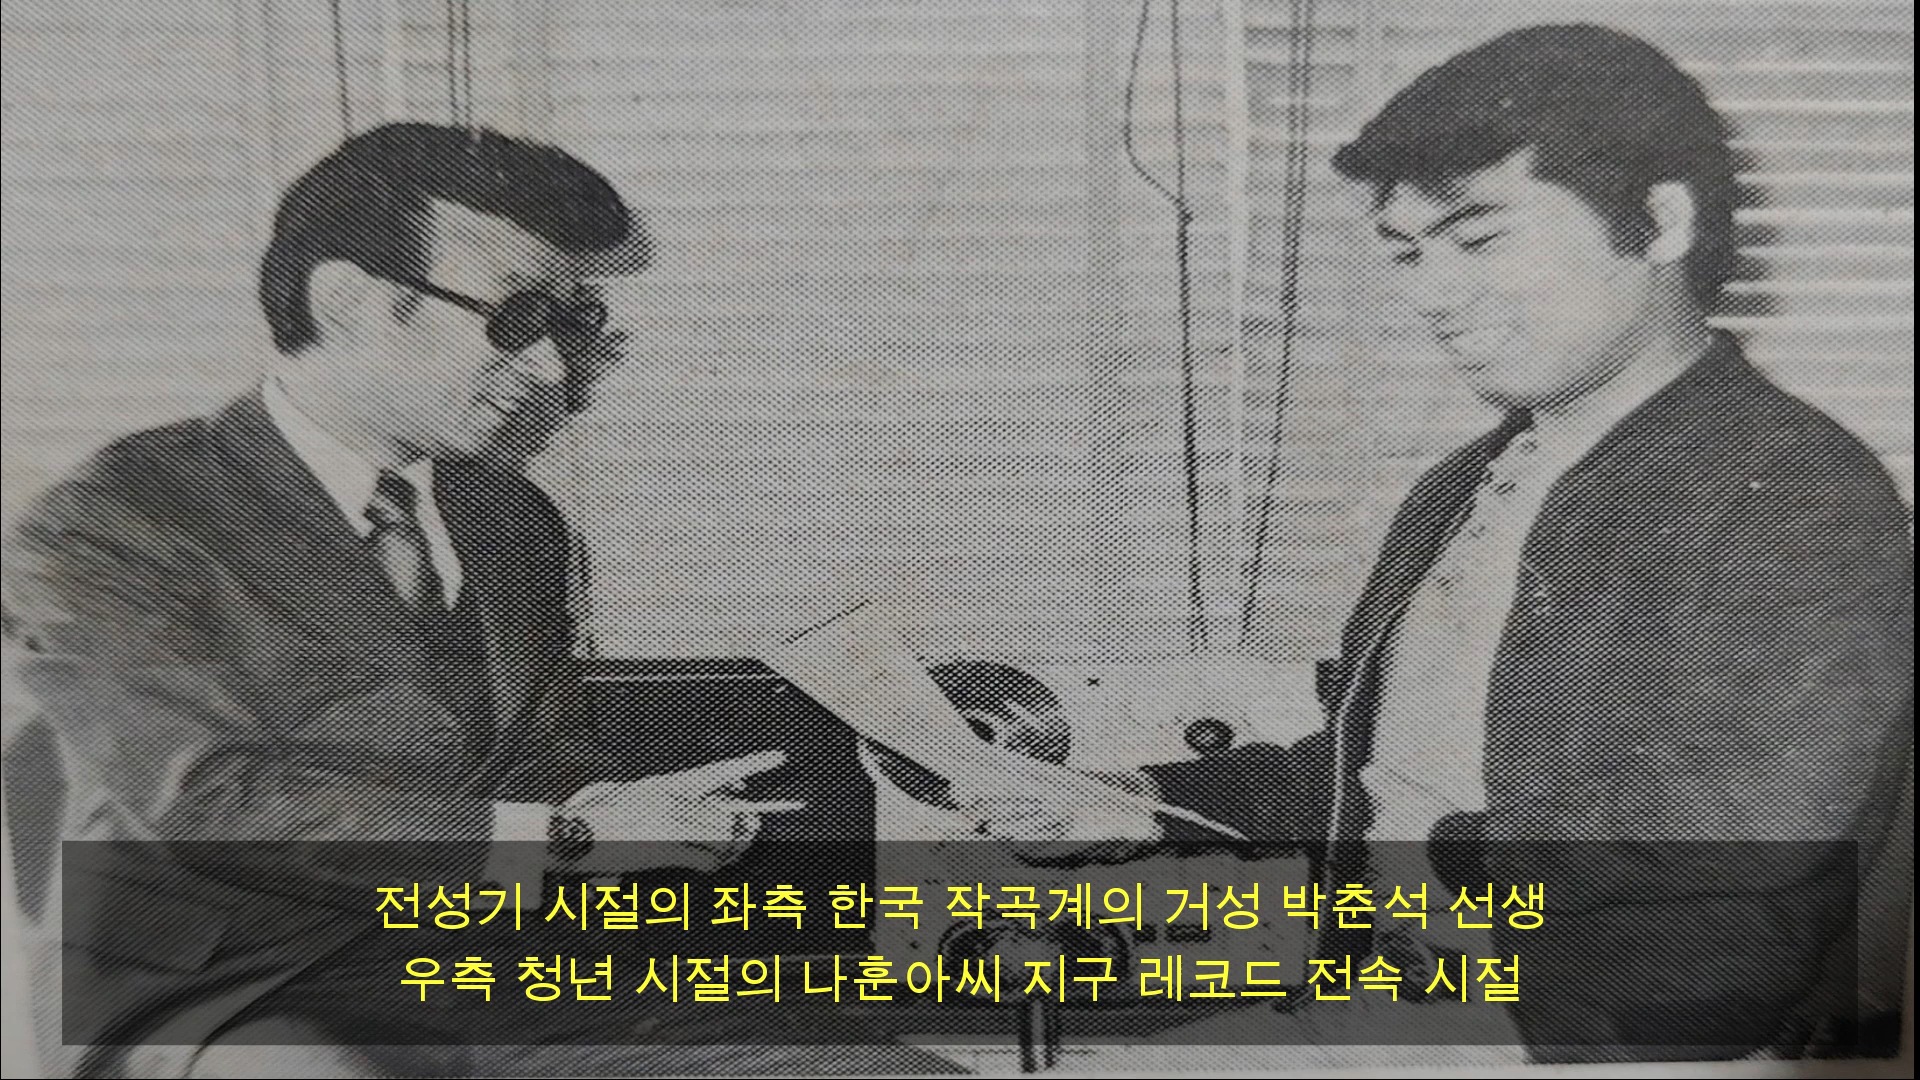 전성기 시절의 좌측 한국 작곡계의 거성 박춘석 선생
우측 청년 시절의 나훈아씨 지구 레코드 전속 시절